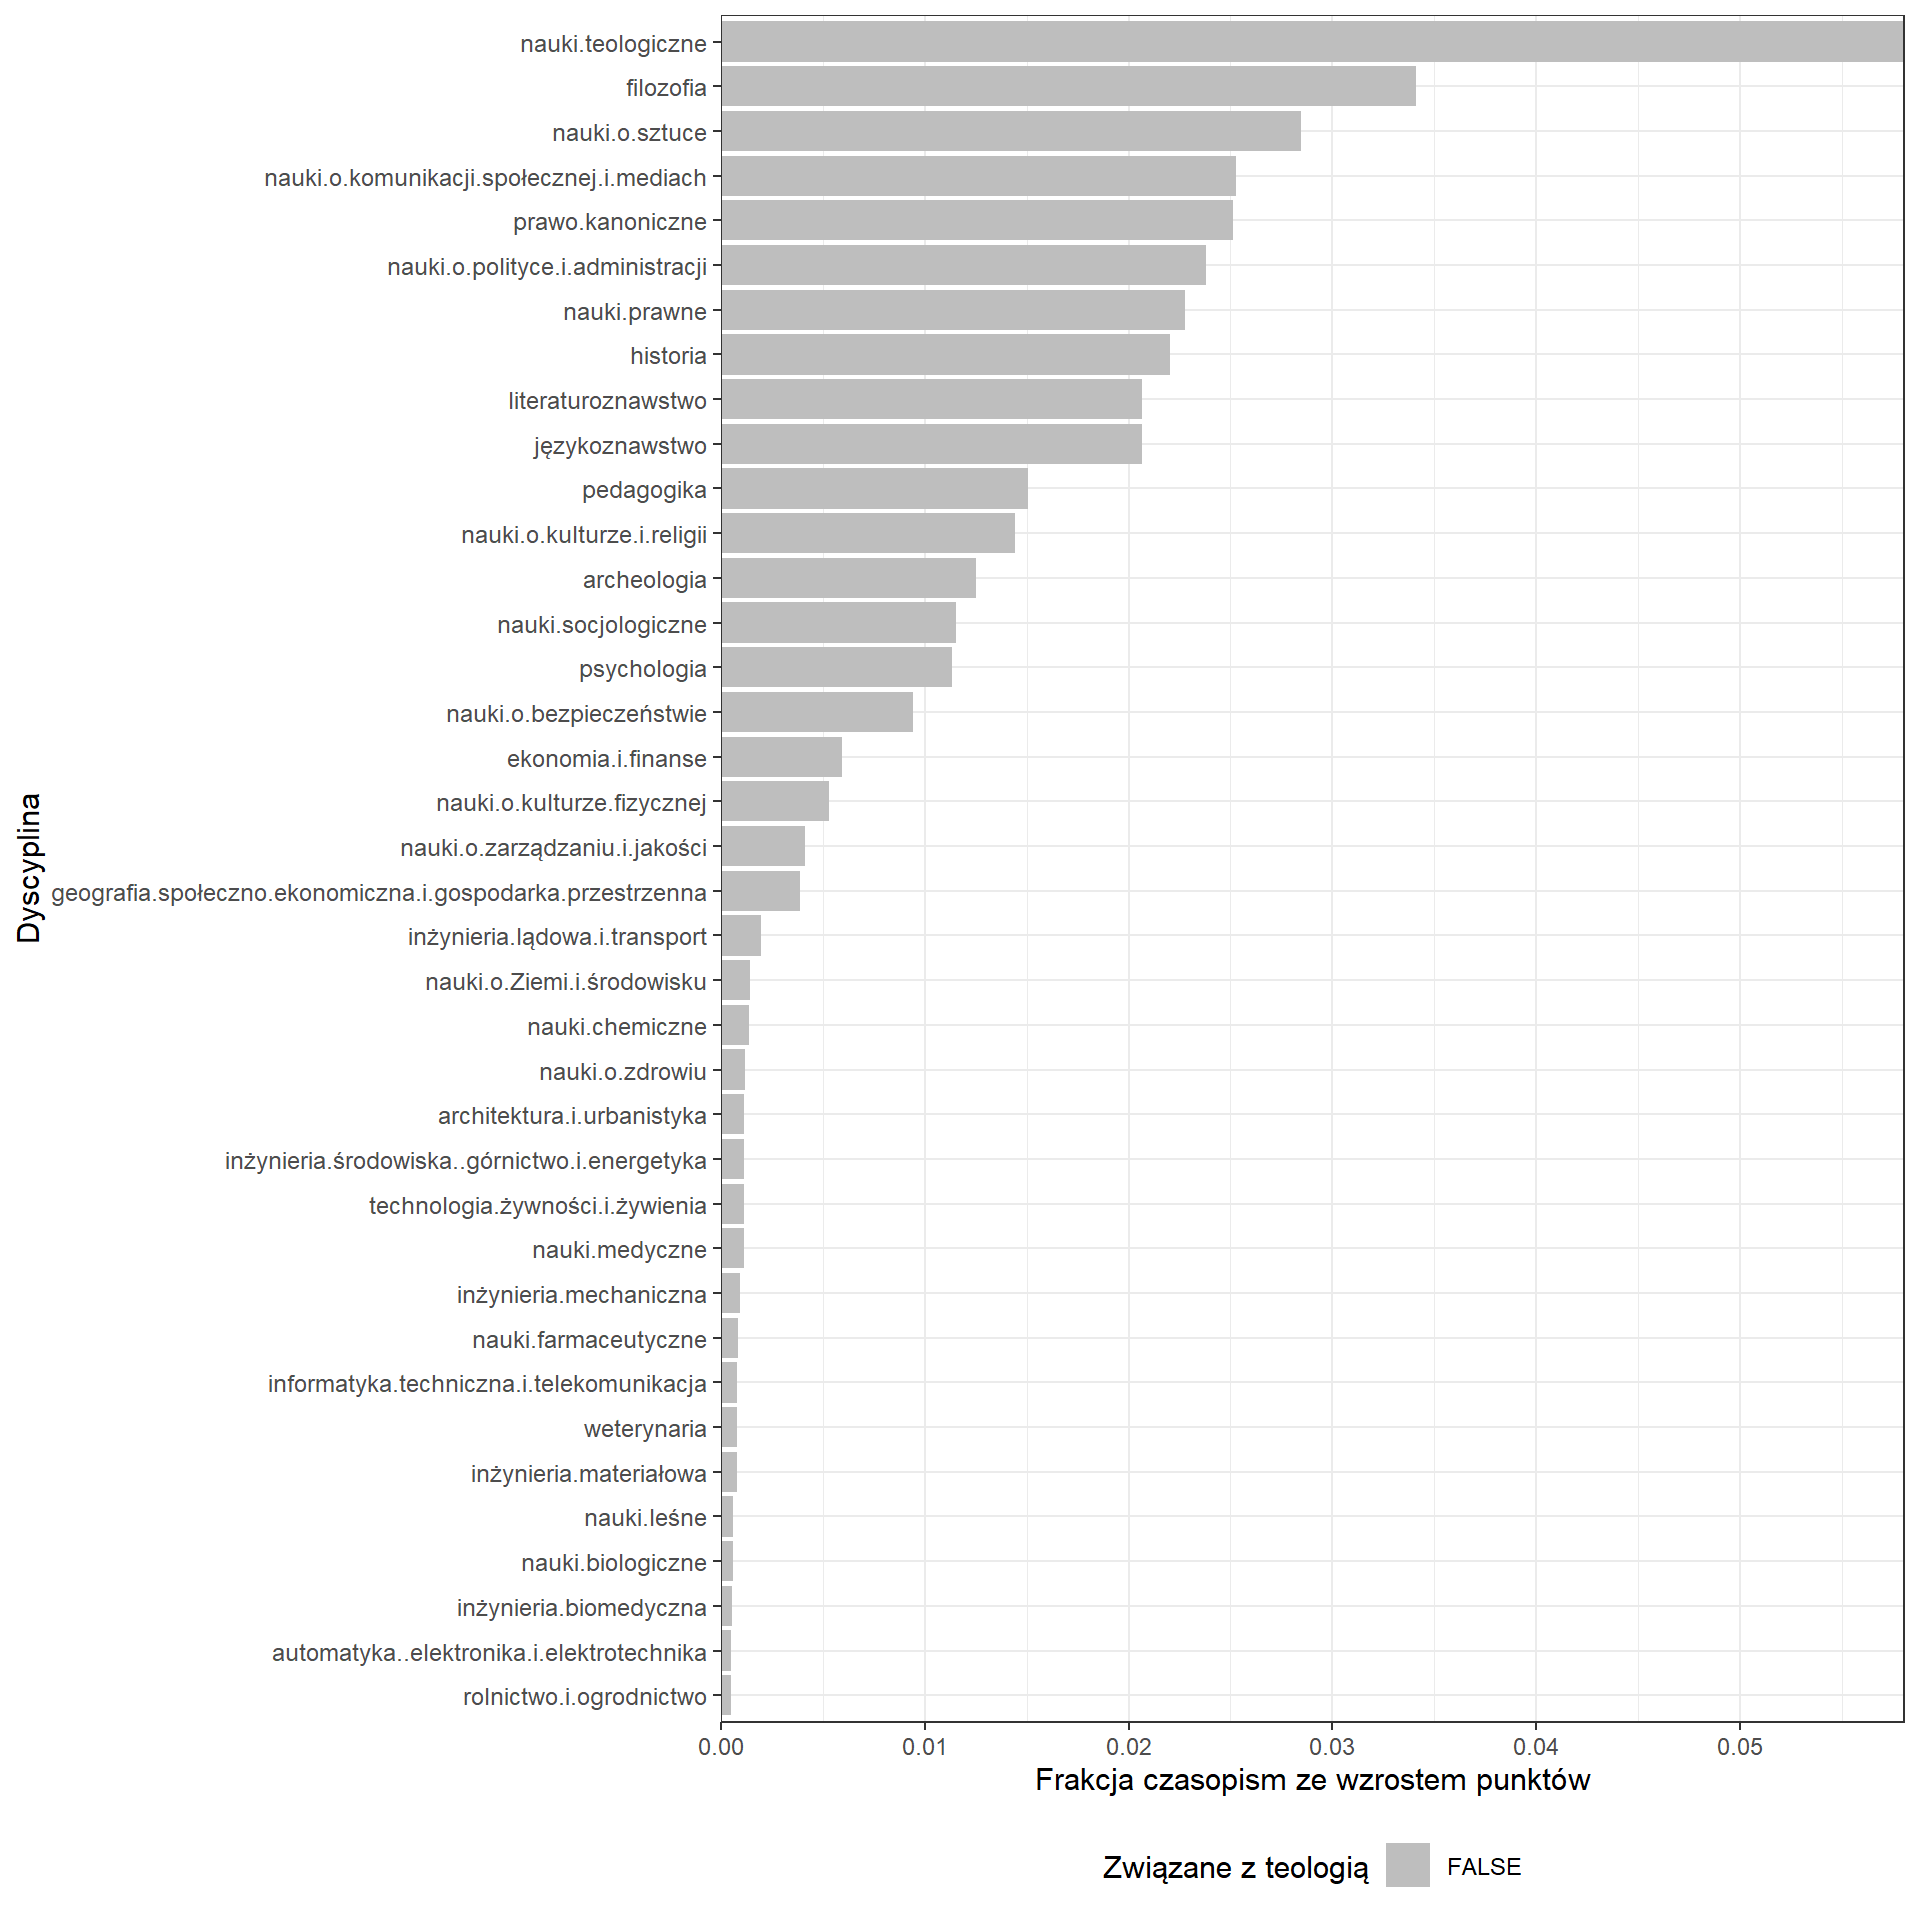 nauki.teologiczne
filozofia
nauki.o.sztuce
nauki.o.komunikacji.społecznej.i.mediach
prawo.kanoniczne
nauki.o.polityce.i.administracji
nauki.prawne
historia
literaturoznawstwo
językoznawstwo
pedagogika
nauki.o.kulturze.i.religii
archeologia
nauki.socjologiczne
psychologia
nauki.o.bezpieczeństwie
ekonomia.i.finanse
nauki.o.kulturze.fizycznej
nauki.o.zarządzaniu.i.jakości
geografia.społeczno.ekonomiczna.i.gospodarka.przestrzenna
inżynieria.lądowa.i.transport
nauki.o.Ziemi.i.środowisku
nauki.chemiczne
nauki.o.zdrowiu
architektura.i.urbanistyka
inżynieria.środowiska..górnictwo.i.energetyka
technologia.żywności.i.żywienia
nauki.medyczne
inżynieria.mechaniczna
nauki.farmaceutyczne
informatyka.techniczna.i.telekomunikacja
weterynaria
inżynieria.materiałowa
nauki.leśne
nauki.biologiczne
inżynieria.biomedyczna
automatyka..elektronika.i.elektrotechnika
rolnictwo.i.ogrodnictwo
Dyscyplina
0.00 0.01 0.02 0.03 0.04 0.05
Frakcja czasopism ze wzrostem punktów
Związane z teologią FALSE